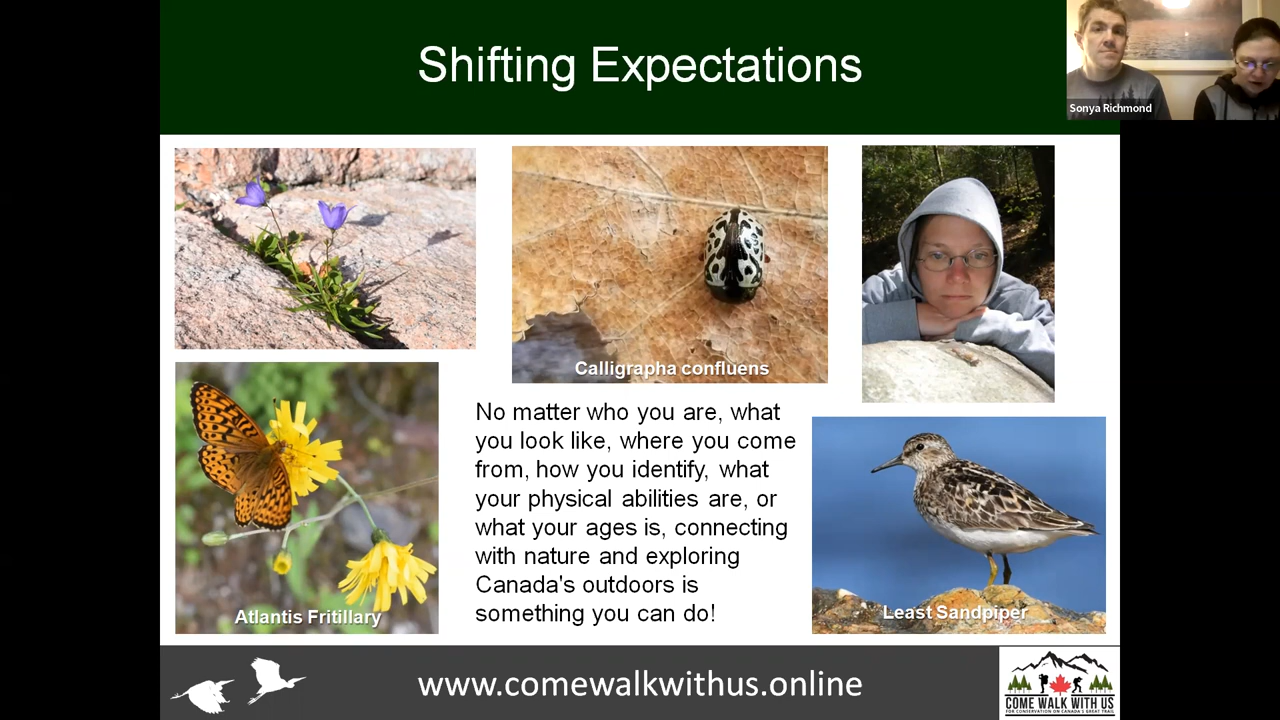 Shifting Expectations
Sonya Richmond
Calligrapha confluens
No matter who you are, what
you look like, where you come
from, how you identify, what
your physical abilities are, or
what your ages is, connecting
with nature and exploring
Canada's outdoors is
something you can do!
Atlantis Fritillary
Least Sandpiper
www.comewalkwithus.online
COME WALK WITH US
FOR CONSERVATION ON CANADA'S GREAT TRAIL